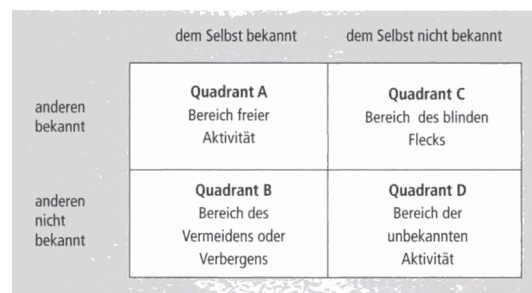 dem Selbst bekannt
dem Selbst nicht bekannt
anderen
bekannt
Quadrant A
Bereich freier
Aktivität
Quadrant C
Bereich des blinden
Flecks
anderen
nicht
bekannt
Quadrant B
Bereich des
Vermeidens oder
Verbergens
Quadrant D
Bereich der
unbekannten
Aktivität